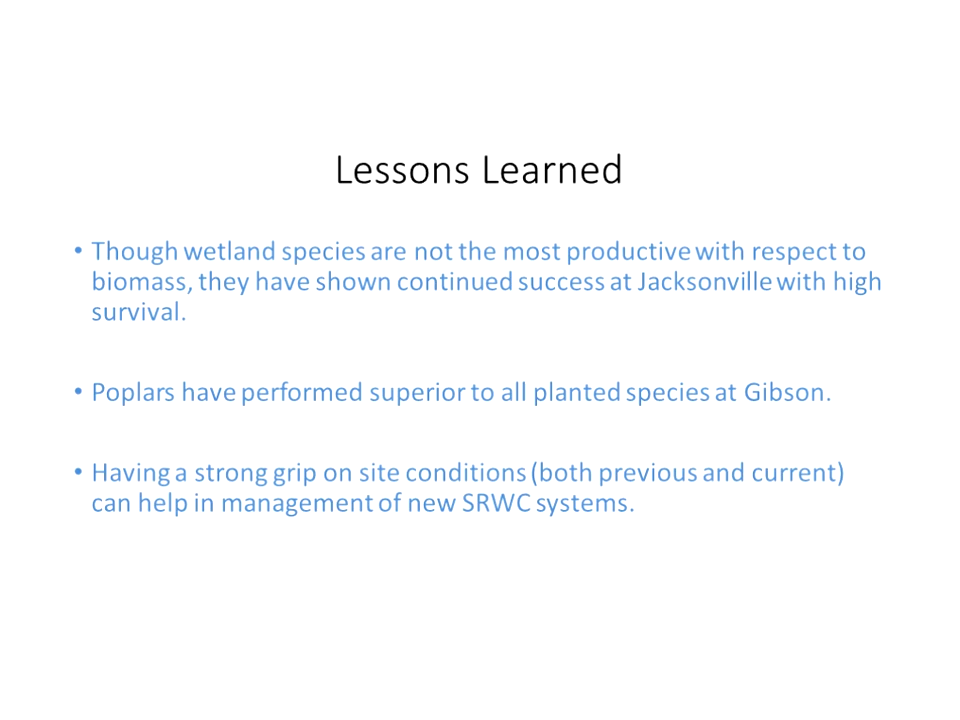 Lessons Learned
• Though wetland species are not the most productive with respect to
biomass, they have shown continued success at Jacksonville with high
survival.
• Poplars have performed superior to all planted species at Gibson.
• Having a strong grip on site conditions (both previous and current)
can help in management of new SRWC systems.